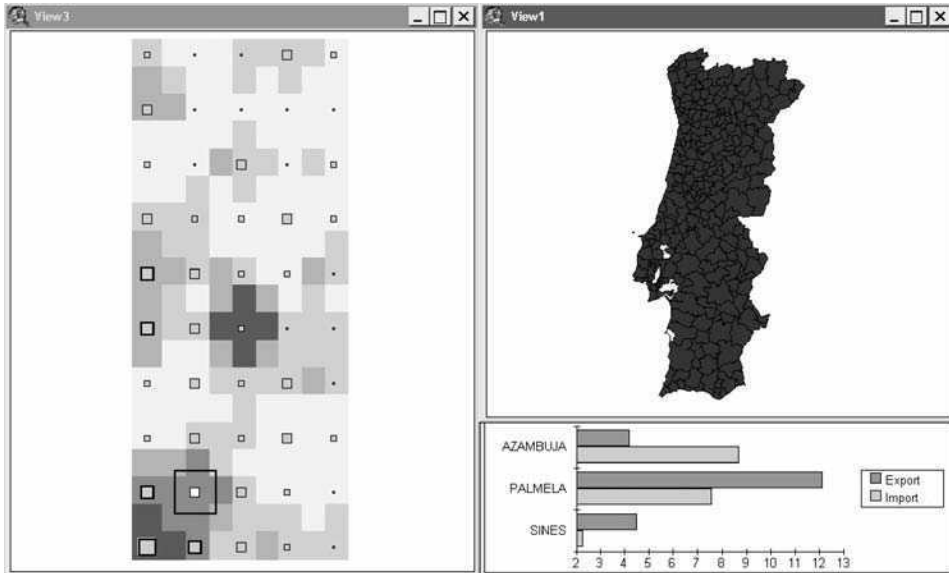 View3
View1
AZAMBUJA
PALMELA
SINES
Export
Import
2 3 4 5 6 7 8 9 10 11 12 13